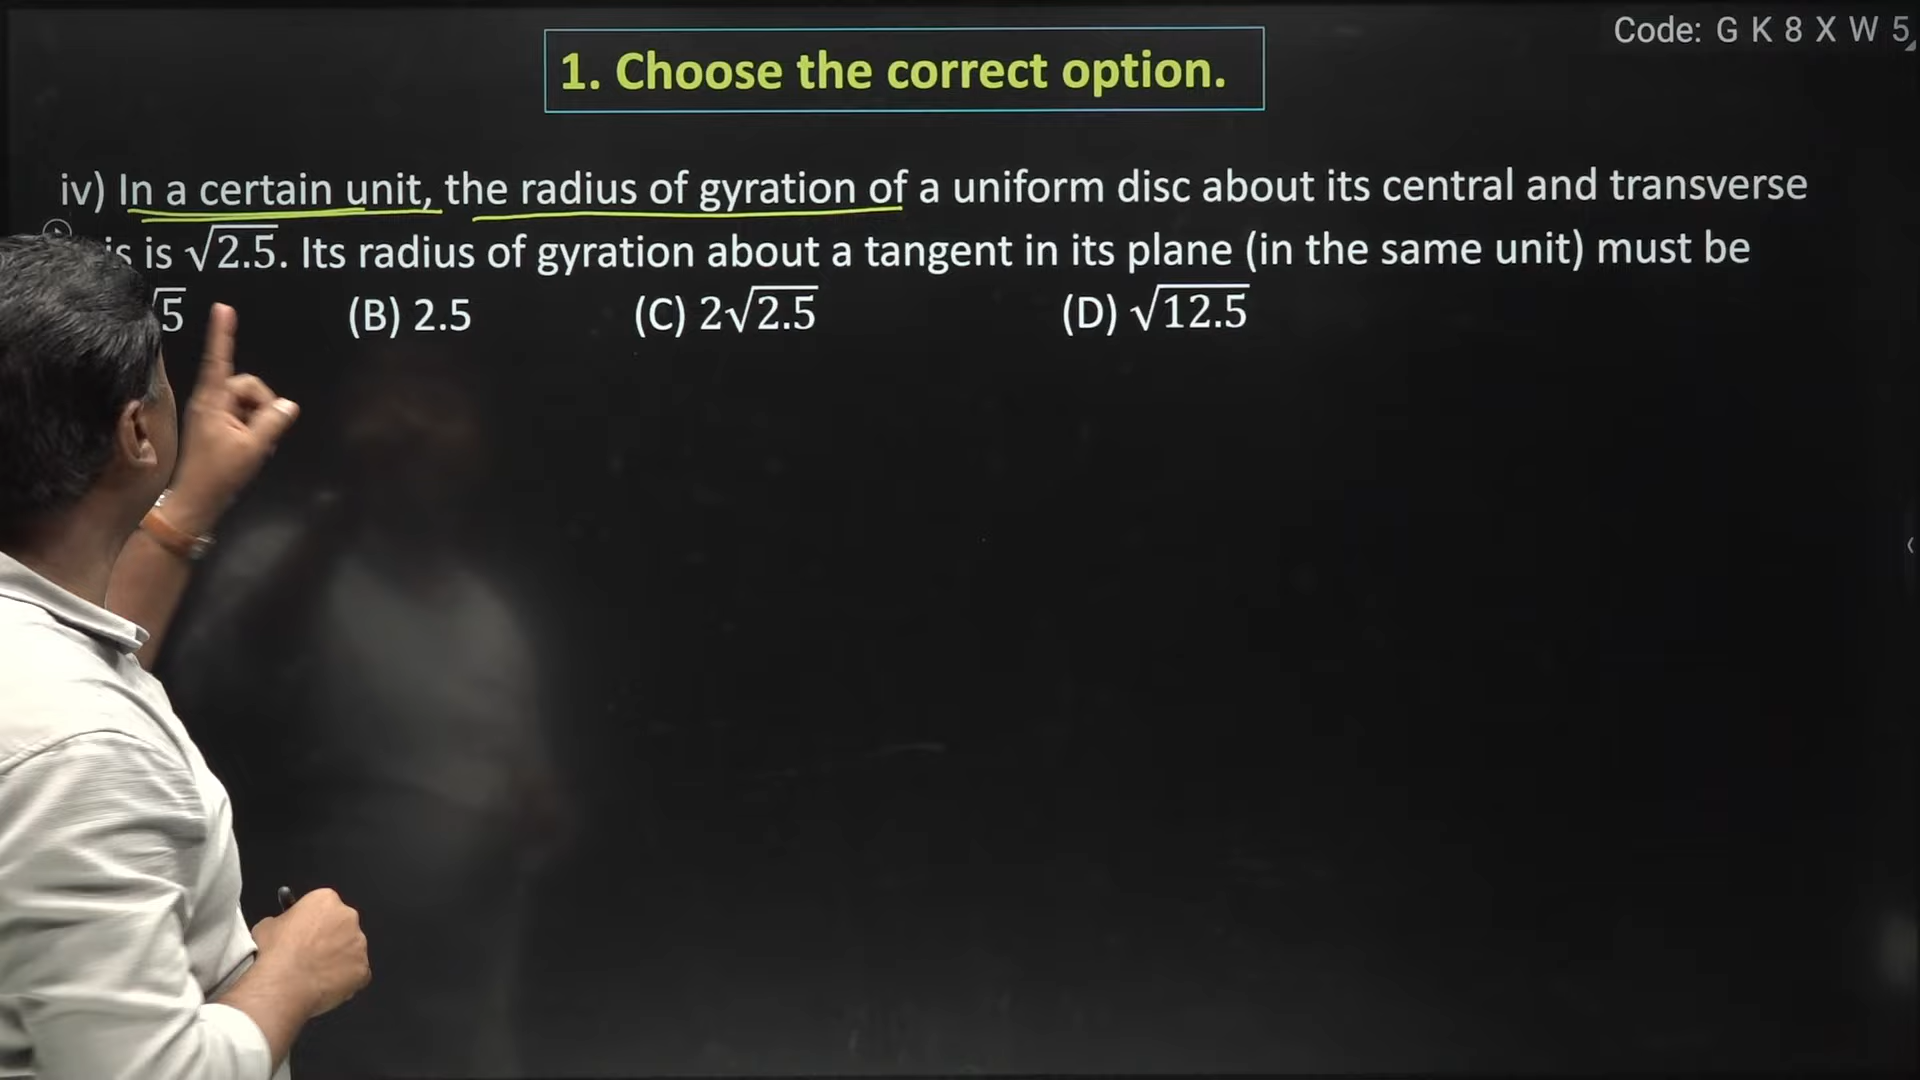 Code: G K 8 X W 5
1. Choose the correct option.
iv) In a certain unit, the radius of gyration of a uniform disc about its central and transverse
is √2.5. Its radius of gyration about a tangent in its plane (in the same unit) must be
√5 (B) 2.5 (C) 2√2.5 (D) √12.5